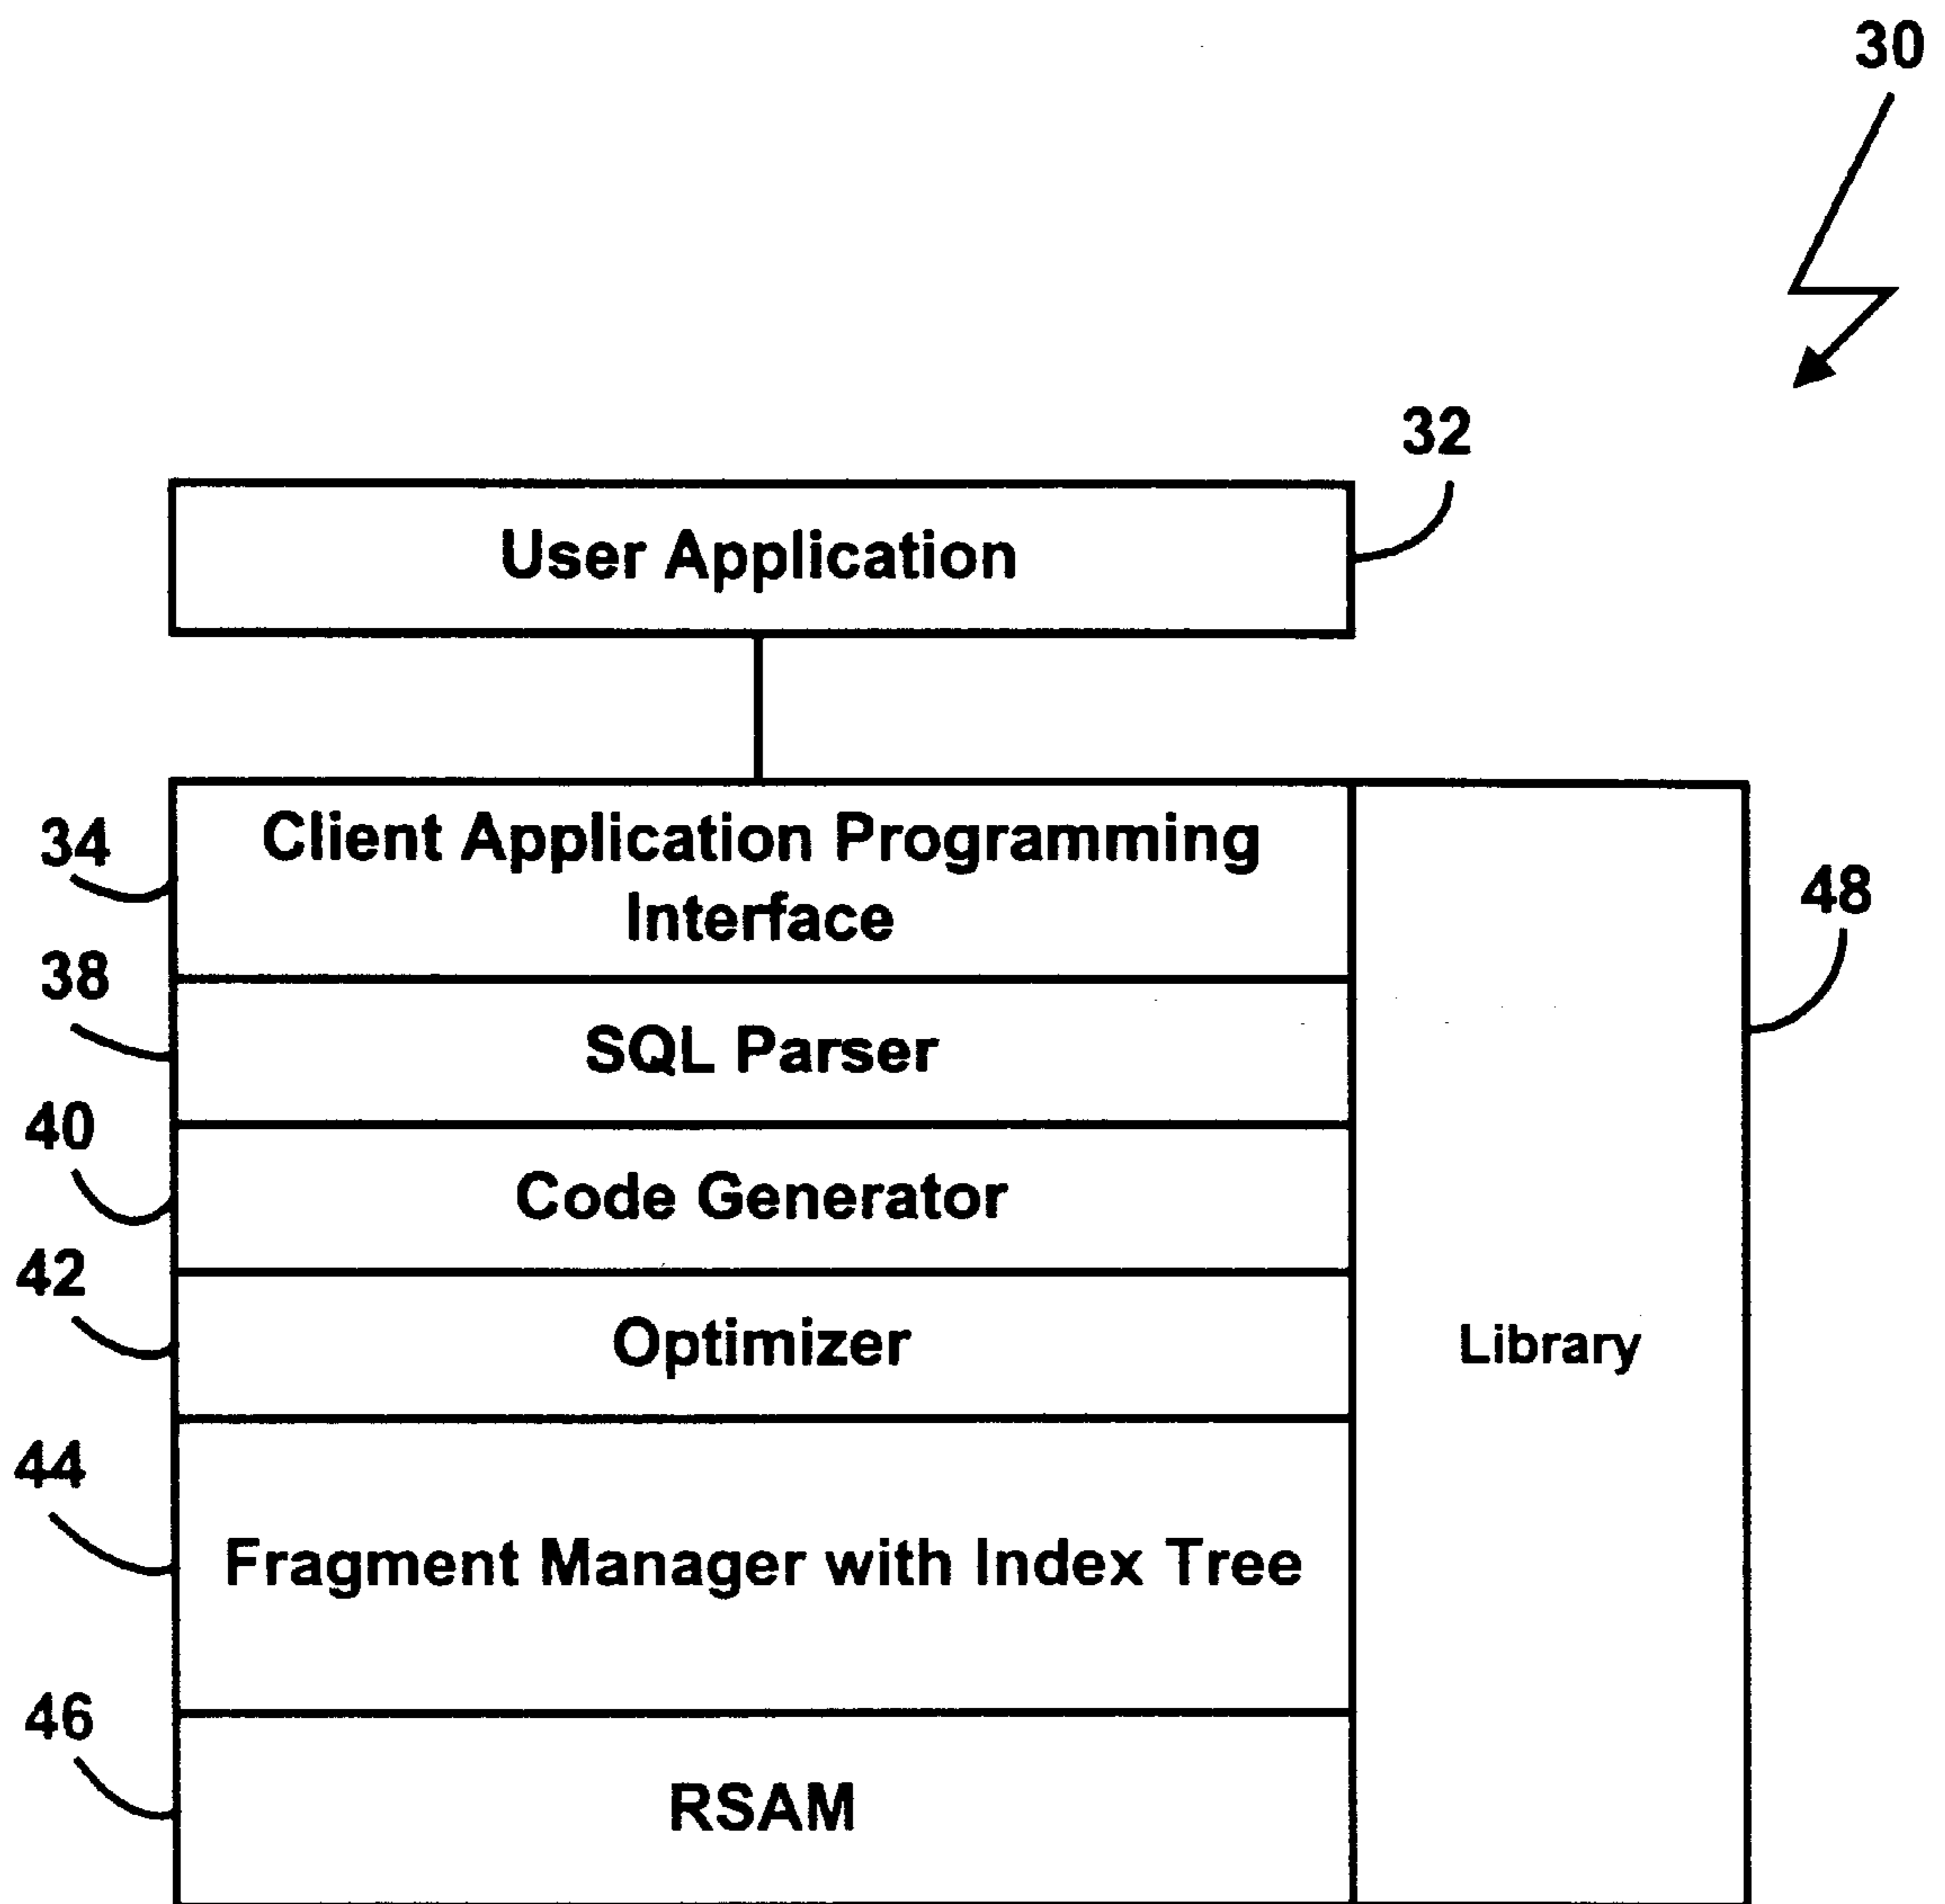 30
32
User Application
34
Client Application Programming
Interface
48
38
SQL Parser
40
Code Generator
42
Optimizer
Library
44
Fragment Manager with Index Tree
46
RSAM